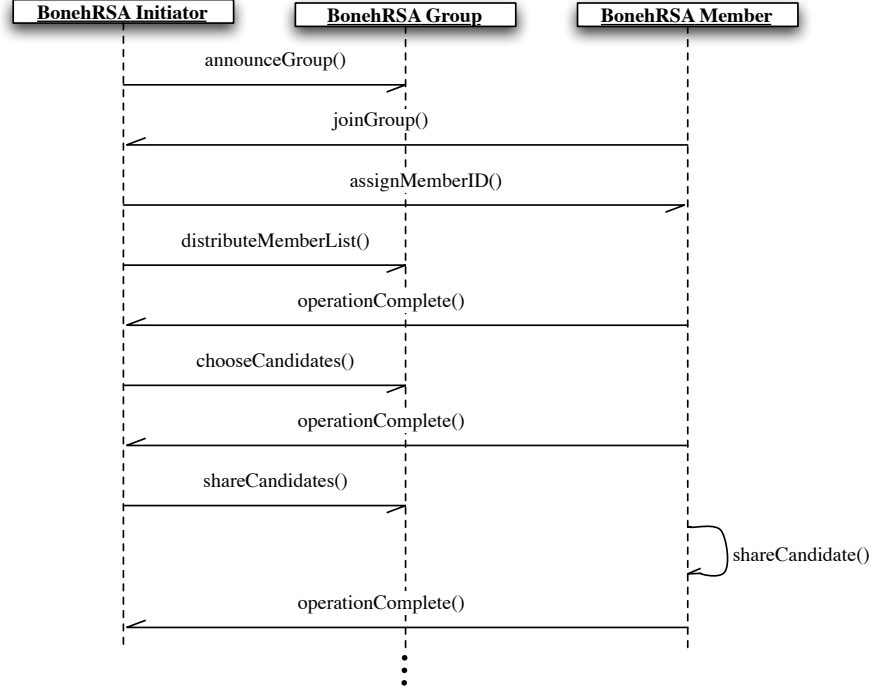 BonehRSA Initiator
BonehRSA Group
BonehRSA Member
announceGroup()
joinGroup()
assignMemberID()
distributeMemberList()
operationComplete()
chooseCandidates()
operationComplete()
shareCandidates()
shareCandidate()
operationComplete()